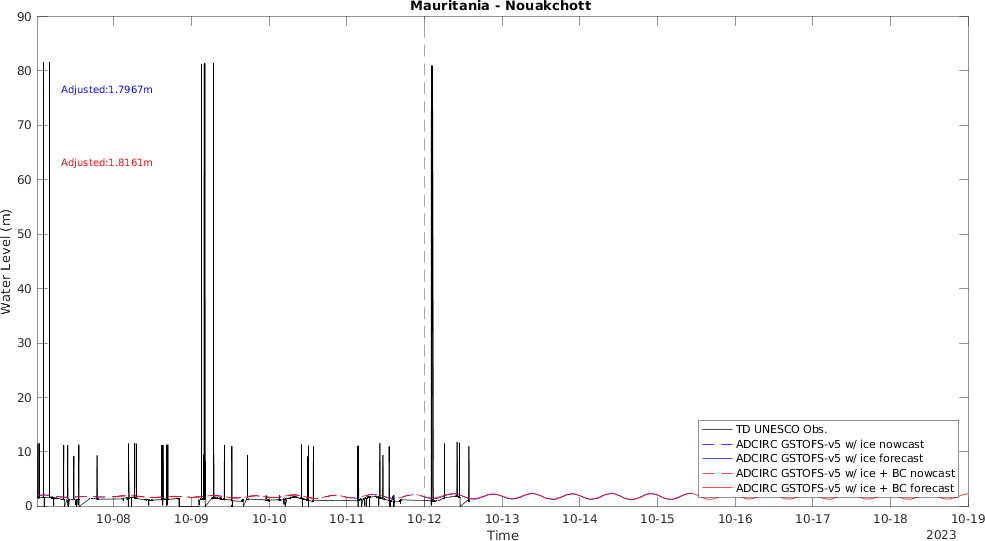 Mauritania - Nouakchott
90
80
70
60
50
40
30
20
10
0
Water Level (m)
Adjusted:1.7967m
Adjusted:1.8161m
TD UNESCO Obs.
ADCIRC GSTOFS-v5 w/ ice nowcast
ADCIRC GSTOFS-v5 w/ ice forecast
ADCIRC GSTOFS-v5 w/ ice + BC nowcast
ADCIRC GSTOFS-v5 w/ ice + BC forecast
10-08 10-09 10-10 10-11 10-12 10-13 10-14 10-15 10-16 10-17 10-18 10-19
Time
2023